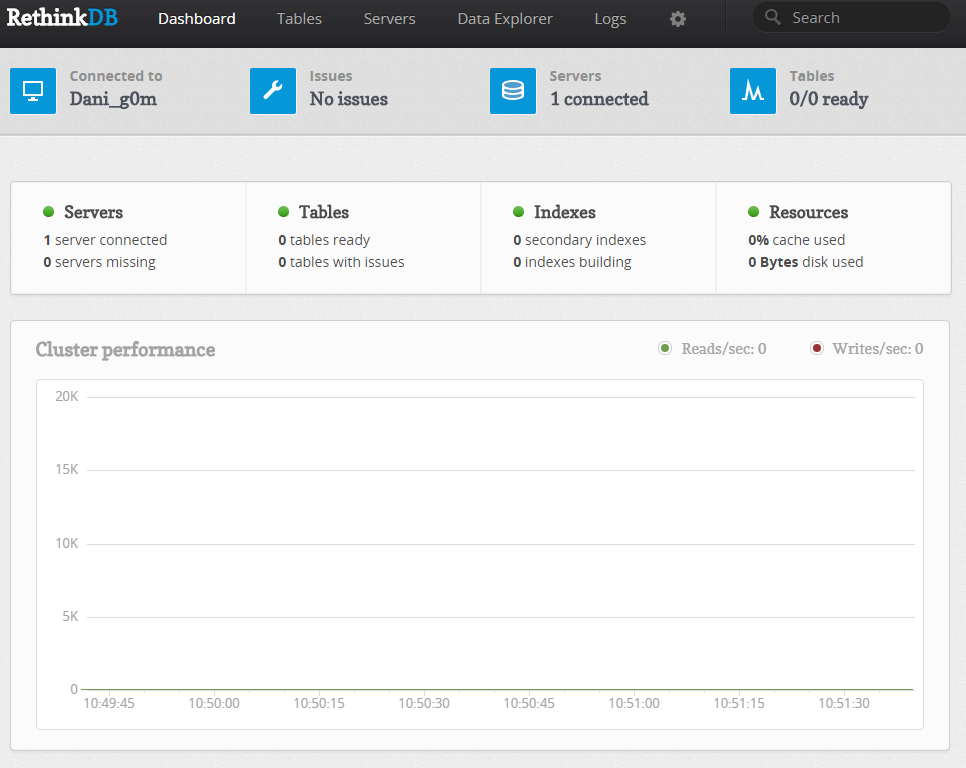 RethinkDB Dashboard Tables Servers Data Explorer Logs Search
Connected to
Dani_g0m
Issues
No issues
Servers
1 connected
Tables
0/0 ready
Servers
1 server connected
0 servers missing
Tables
0 tables ready
0 tables with issues
Indexes
0 secondary indexes
0 indexes building
Resources
0% cache used
0 Bytes disk used
Cluster performance
Reads/sec: 0 Writes/sec: 0
20K
15K
10K
5K
0
10:49:45 10:50:00 10:50:15 10:50:30 10:50:45 10:51:00 10:51:15 10:51:30